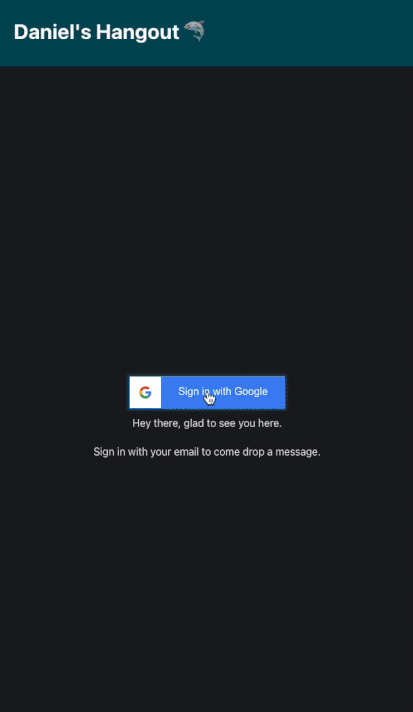 Daniel's Hangout 🦈
Sign in with Google
Hey there, glad to see you here.
Sign in with your email to come drop a message.